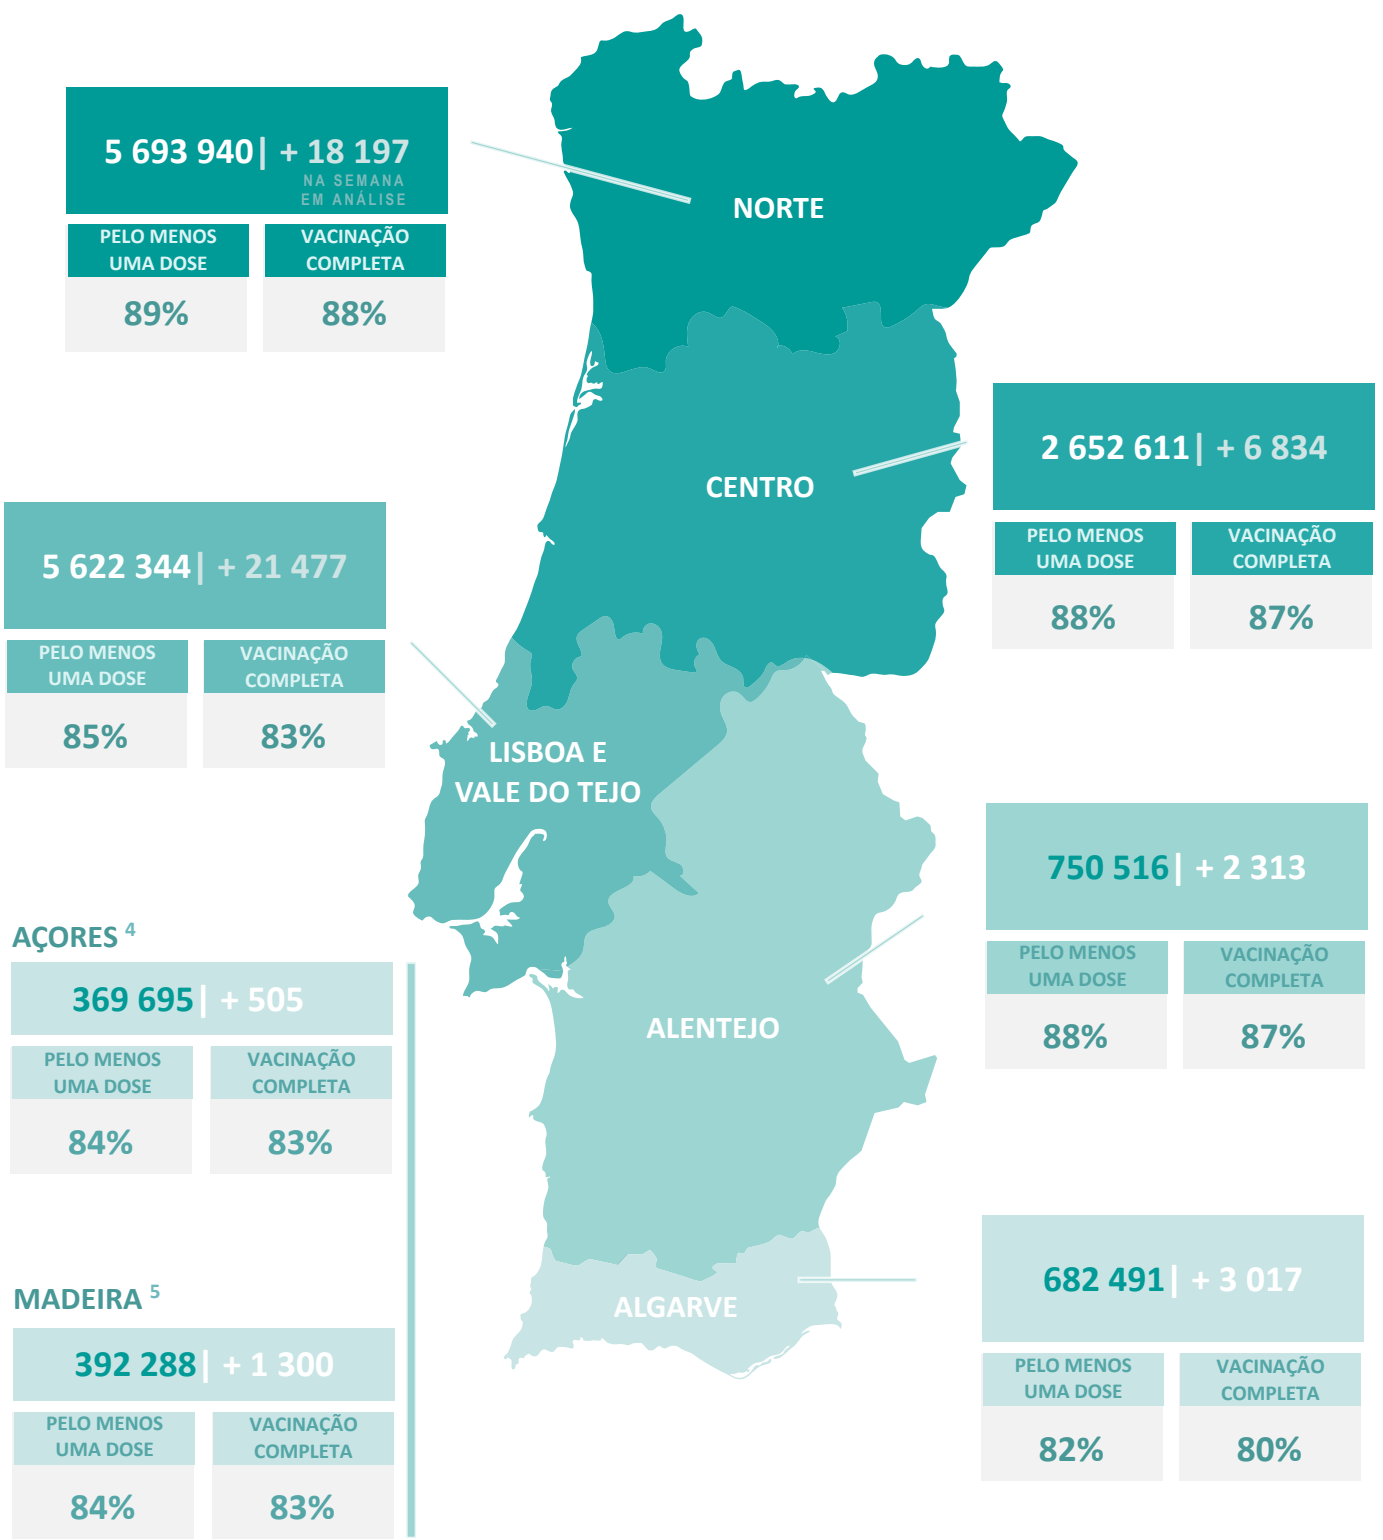 5 693 940| + 18 197
NA SEMANA
EM ANÁLISE
PELO MENOS
UMA DOSE
VACINAÇÃO
COMPLETA
89%
88%
NORTE
2 652 611| + 6 834
PELO MENOS
UMA DOSE
VACINAÇÃO
COMPLETA
88%
87%
CENTRO
5 622 344| + 21 477
PELO MENOS
UMA DOSE
VACINAÇÃO
COMPLETA
85%
83%
LISBOA E
VALE DO TEJO
750 516| + 2 313
PELO MENOS
UMA DOSE
VACINAÇÃO
COMPLETA
88%
87%
ALENTEJO
AÇORES 4
369 695| + 505
PELO MENOS
UMA DOSE
VACINAÇÃO
COMPLETA
84%
83%
682 491| + 3 017
PELO MENOS
UMA DOSE
VACINAÇÃO
COMPLETA
82%
80%
ALGARVE
MADEIRA 5
392 288| + 1 300
PELO MENOS
UMA DOSE
VACINAÇÃO
COMPLETA
84%
83%